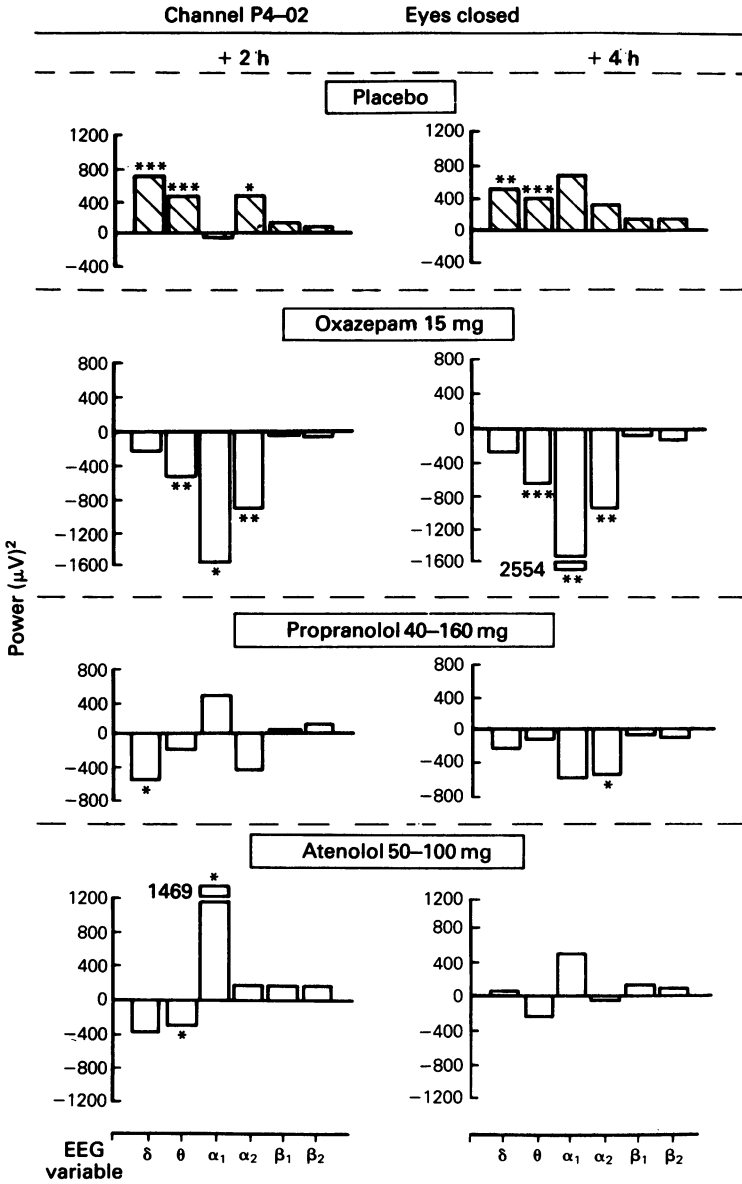 Channel P4–02 Eyes closed
+ 2 h + 4 h
Placebo
1200 1200
*** ** 
800 800
*** * ***
400 400
0 0
−400 −400
Oxazepam 15 mg
800 800
400 400
0 0
−400 −400
** ***
−800 −800
** **
−1200 −1200
−1600 −1600
* 2554 **
Power (μV)²
Propranolol 40–160 mg
800 800
400 400
0 0
−400 −400
* *
−800 −800
Atenolol 50–100 mg
1469 *
1200 1200
800 800
400 400
0 0
−400 * −400
−800 −800
−1200 −1200
EEG variable
δ θ α₁ α₂ β₁ β₂ δ θ α₁ α₂ β₁ β₂